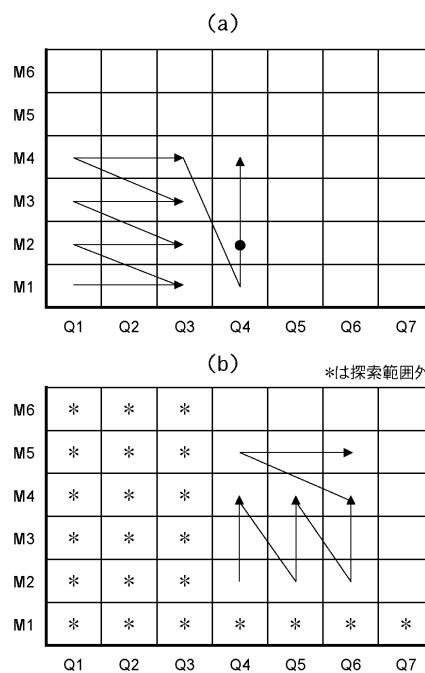 (a)
M6
M5
M4
M3
M2
M1
Q1 Q2 Q3 Q4 Q5 Q6 Q7
(b)
*は探索範囲外
M6 * * *
M5 * * *
M4 * * *
M3 * * *
M2 * * *
M1 * * * * * * *
Q1 Q2 Q3 Q4 Q5 Q6 Q7